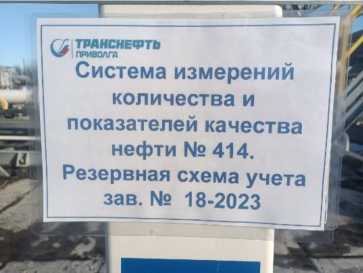 ТРАНСНЕФТЬ
ПРИВОЛГА
Система измерений
количества и
показателей качества
нефти № 414.
Резервная схема учета
зав. № 18-2023